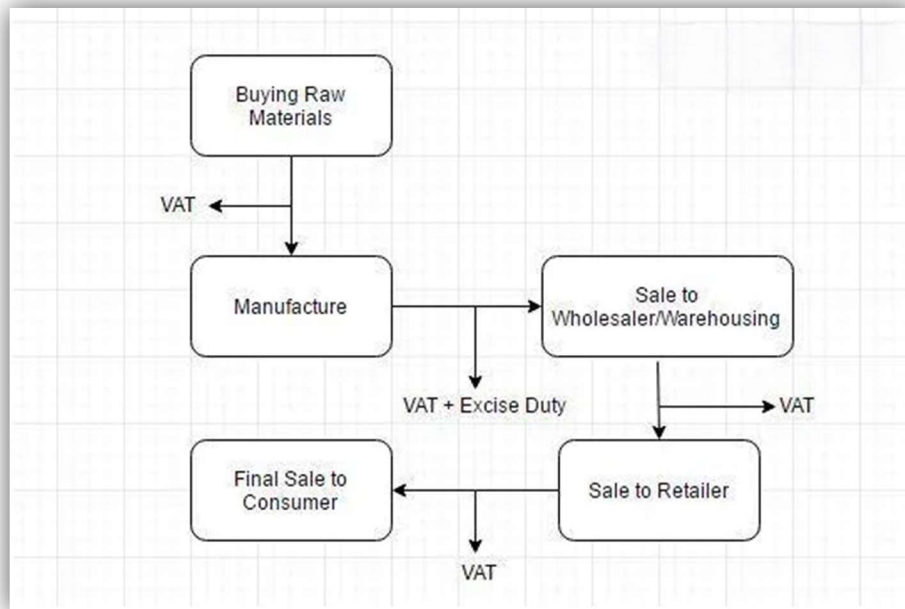 Buying Raw
Materials
VAT
Manufacture
Sale to
Wholesaler/Warehousing
VAT + Excise Duty
VAT
Final Sale to
Consumer
Sale to Retailer
VAT